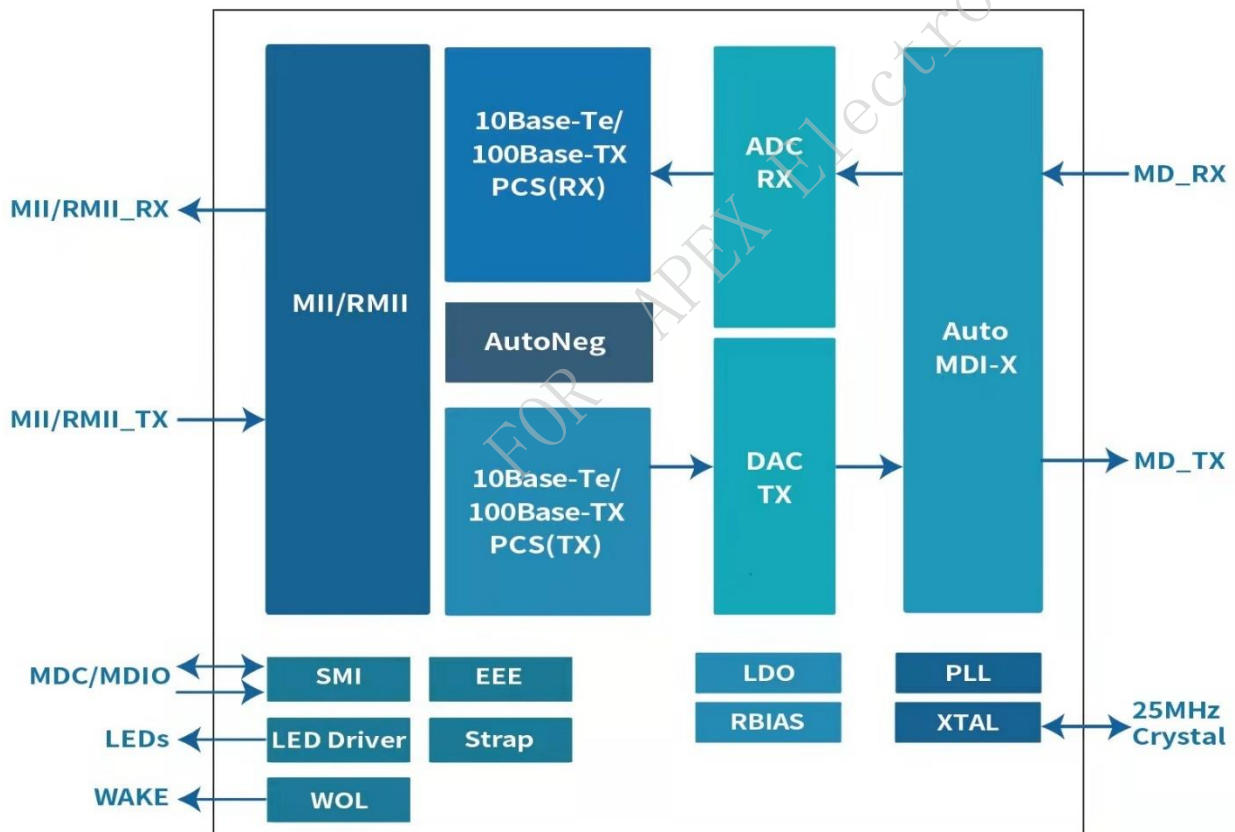 10Base-Te/
100Base-TX
PCS(RX)
ADC
RX
MD_RX
MII/RMII_RX
MII/RMII
AutoNeg
Auto
MDI-X
MII/RMII_TX
10Base-Te/
100Base-TX
PCS(TX)
DAC
TX
MD_TX
MDC/MDIO
SMI
EEE
LDO
PLL
LEDs
LED Driver
Strap
RBIAS
XTAL
25MHz
Crystal
WAKE
WOL
FOR APEX Electro